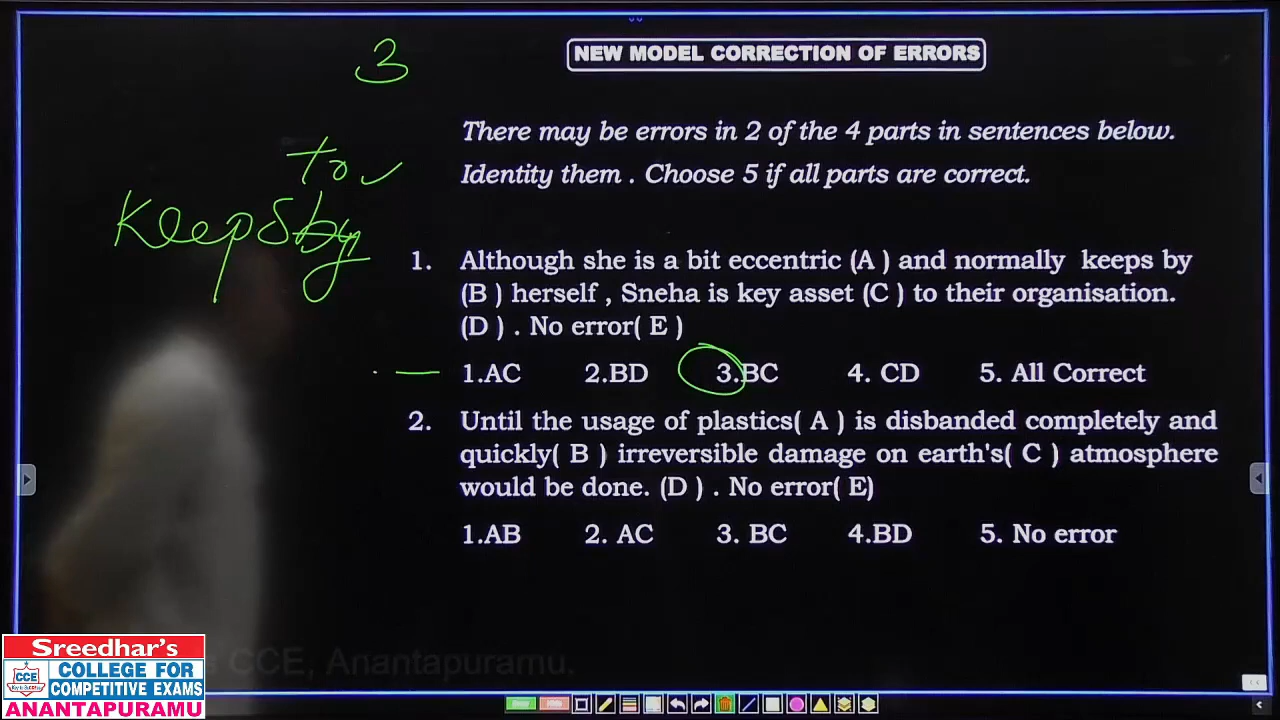 NEW MODEL CORRECTION OF ERRORS
3
There may be errors in 2 of the 4 parts in sentences below.
Identity them . Choose 5 if all parts are correct.
to
keeps by
1. Although she is a bit eccentric (A ) and normally keeps by
(B ) herself , Sneha is key asset (C ) to their organisation.
(D ) . No error( E )
1.AC 2.BD 3.BC 4. CD 5. All Correct
2. Until the usage of plastics( A ) is disbanded completely and
quickly( B ) irreversible damage on earth's( C ) atmosphere
would be done. (D ) . No error( E)
1.AB 2. AC 3. BC 4.BD 5. No error
Sreedhar's
CCE
COLLEGE FOR
COMPETITIVE EXAMS
ANANTAPURAMU
CCE, Anantapuramu.